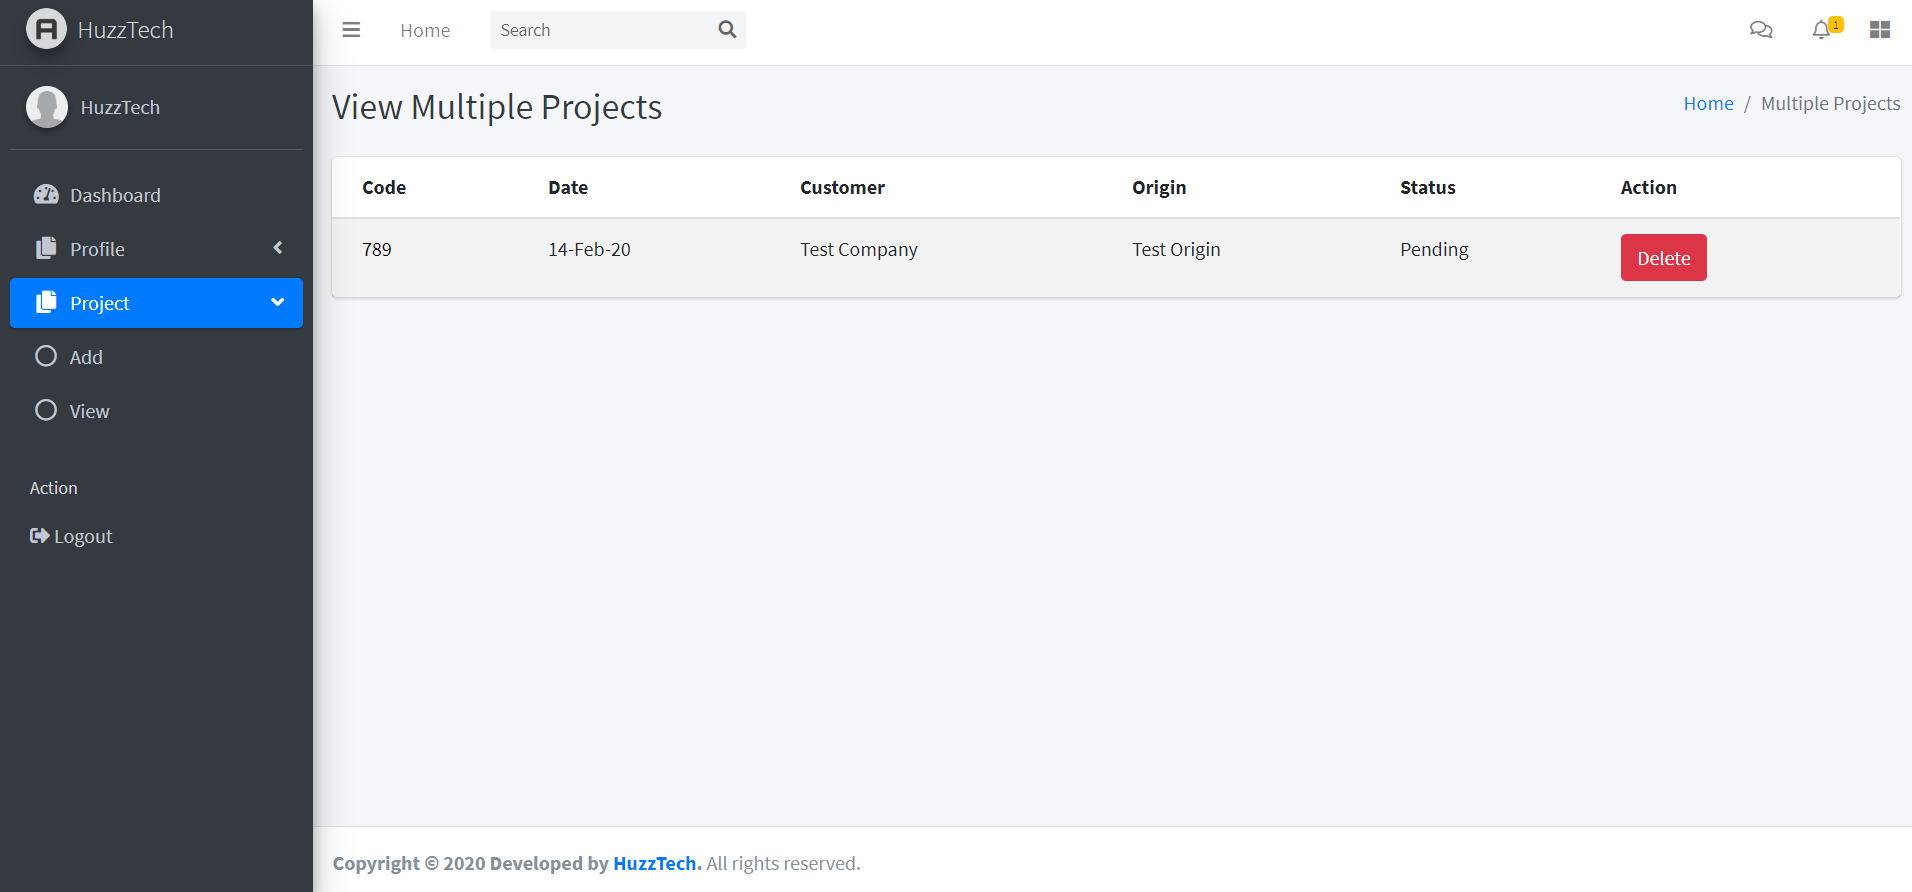 HuzzTech
Home
Search
1
HuzzTech
Dashboard
Profile
Project
Add
View
Action
Logout
View Multiple Projects
Home / Multiple Projects
Code Date Customer Origin Status Action
789 14-Feb-20 Test Company Test Origin Pending Delete
Copyright © 2020 Developed by HuzzTech. All rights reserved.